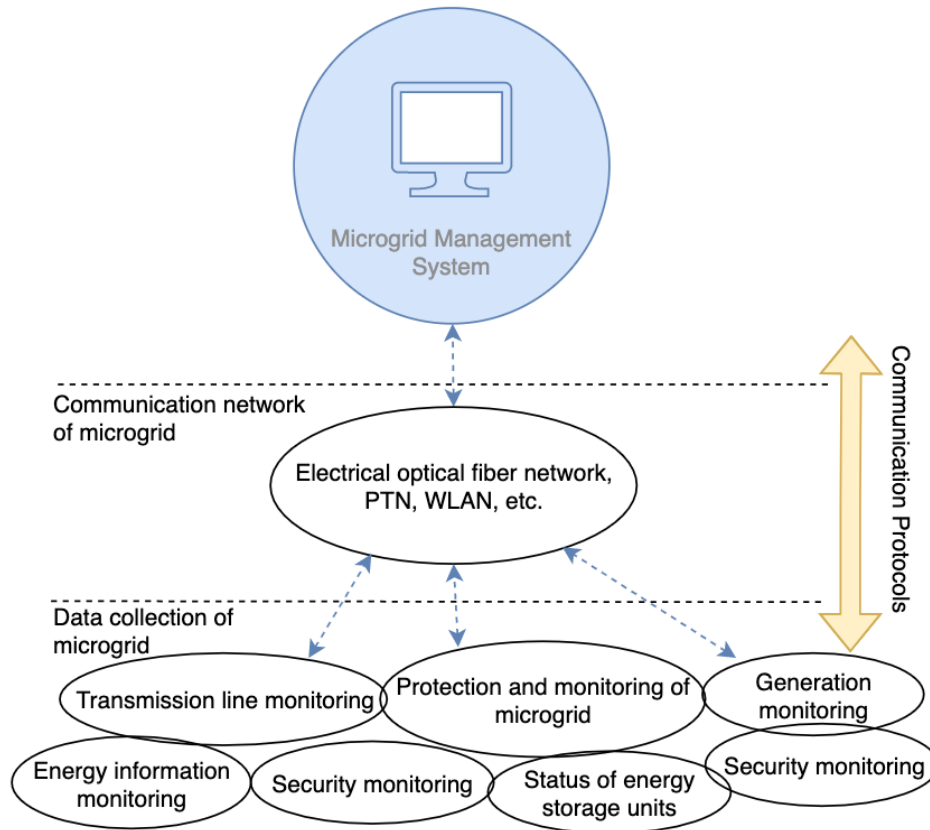 Microgrid Management
System
Communication network
of microgrid
Electrical optical fiber network,
PTN, WLAN, etc.
Communication Protocols
Data collection of
microgrid
Transmission line monitoring
Protection and monitoring of
microgrid
Generation
monitoring
Energy information
monitoring
Security monitoring
Status of energy
storage units
Security monitoring